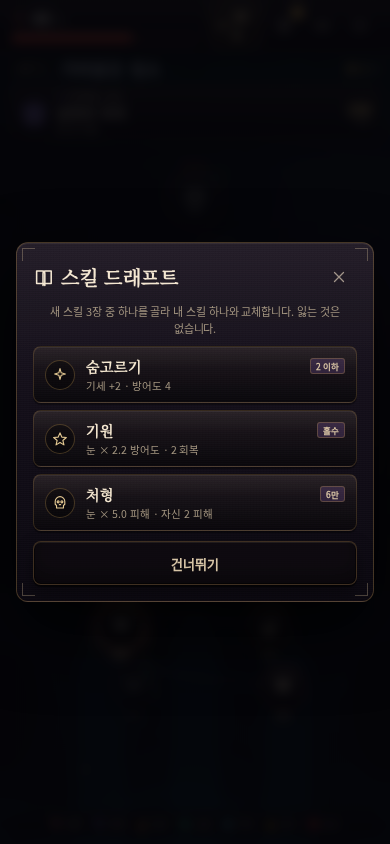 스킬 드래프트
새 스킬 3장 중 하나를 골라 내 스킬 하나와 교체합니다. 잃는 것은
없습니다.
숨고르기
2 이하
기세 +2 · 방어도 4
기원
홀수
눈 × 2.2 방어도 · 2 회복
처형
6만
눈 × 5.0 피해 · 자신 2 피해
건너뛰기